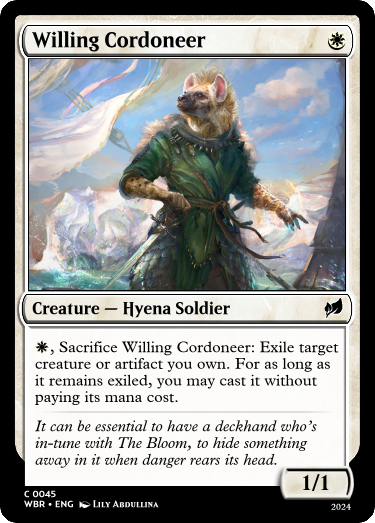 Willing Cordoneer
Creature — Hyena Soldier
, Sacrifice Willing Cordoneer: Exile target
creature or artifact you own. For as long as
it remains exiled, you may cast it without
paying its mana cost.
It can be essential to have a deckhand who's
in-tune with The Bloom, to hide something
away in it when danger rears its head.
1/1
C 0045
WBR • ENG Lily Abdullina
2024